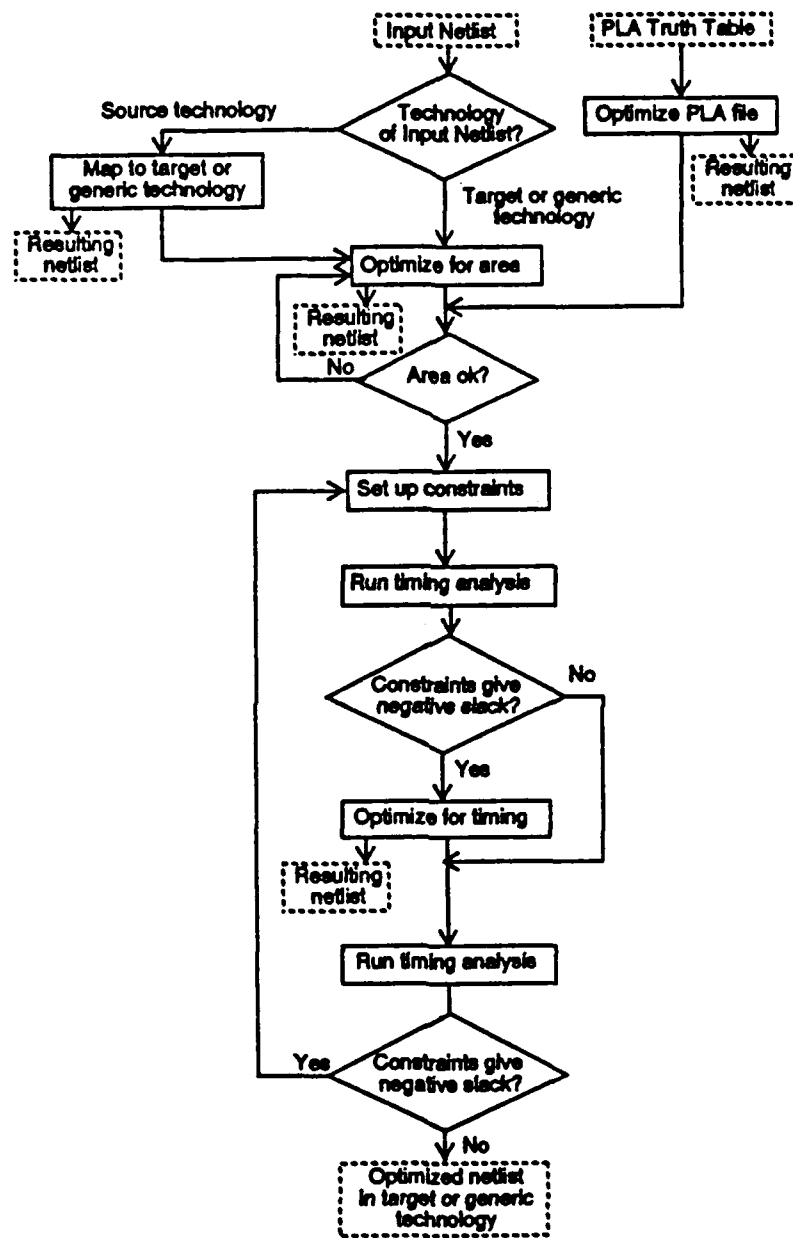 Input Netlist
PLA Truth Table
Source technology
Technology
of Input Netlist?
Optimize PLA file
Map to target or
generic technology
Resulting
netlist
Target or generic
technology
Resulting
netlist
Optimize for area
Resulting
netlist
No
Area ok?
Yes
Set up constraints
Run timing analysis
Constraints give
negative slack?
No
Yes
Optimize for timing
Resulting
netlist
Run timing analysis
Yes
Constraints give
negative slack?
No
Optimized netlist
in target or generic
technology